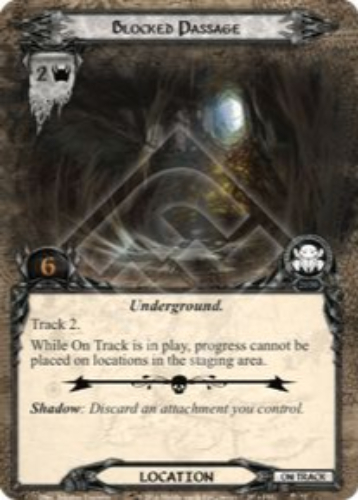 Blocked Passage
2
6
Underground.
Track 2.
While On Track is in play, progress cannot be
placed on locations in the staging area.
Shadow: Discard an attachment you control.
LOCATION
ON TRACK